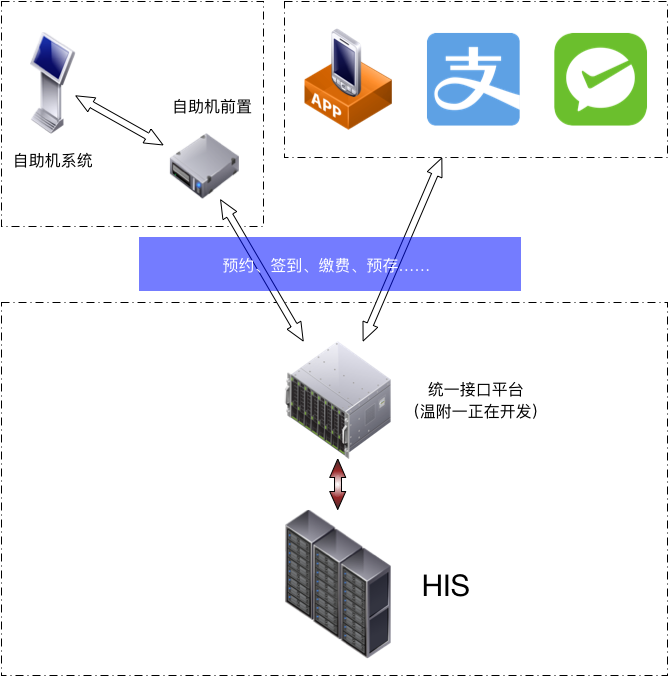 自助机前置
APP
支
自助机系统
预约、签到、缴费、预存……
统一接口平台
（温附一正在开发）
HIS